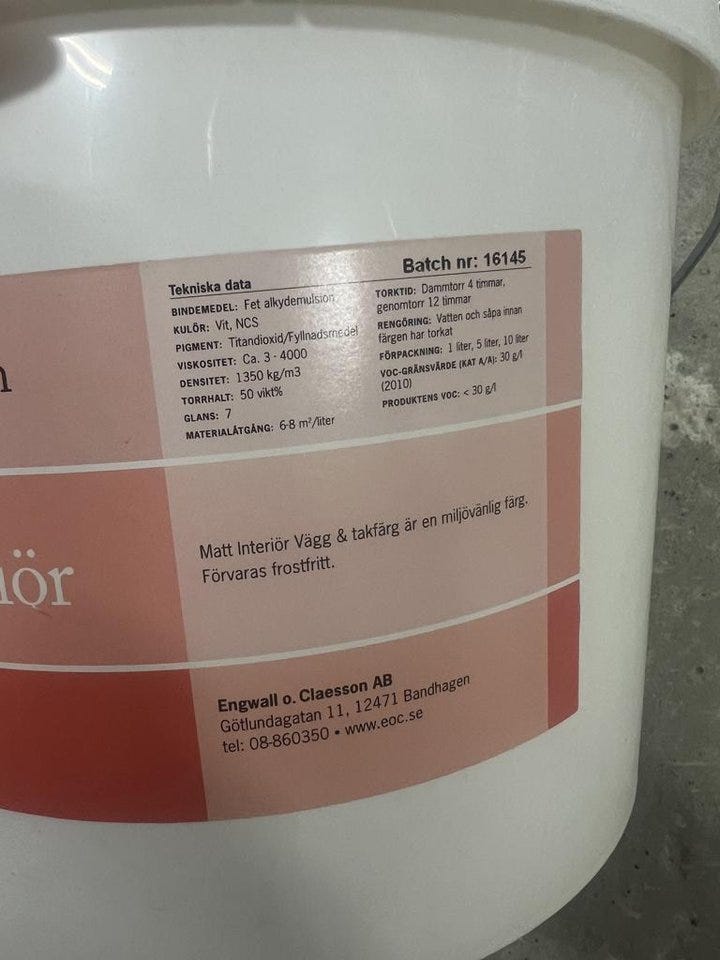 Batch nr: 16145
Tekniska data
BINDEMEDEL: Fet alkydemulsion
KULÖR: Vit, NCS
PIGMENT: Titandioxid/Fyllnadsmedel
VISKOSITET: Ca. 3 - 4000
DENSITET: 1350 kg/m3
TORRHALT: 50 vikt%
GLANS: 7
MATERIALÅTGÅNG: 6-8 m²/liter
TORKTID: Dammtorr 4 timmar,
genomtorr 12 timmar
RENGÖRING: Vatten och såpa innan
färgen har torkat
FÖRPACKNING: 1 liter, 5 liter, 10 liter
VOC-GRÄNSVÄRDE (KAT A/A): 30 g/l
(2010)
PRODUKTENS VOC: < 30 g/l
Matt Interiör Vägg & takfärg är en miljövänlig färg.
Förvaras frostfritt.
Engwall o. Claesson AB
Götlundagatan 11, 12471 Bandhagen
tel: 08-860350 • www.eoc.se